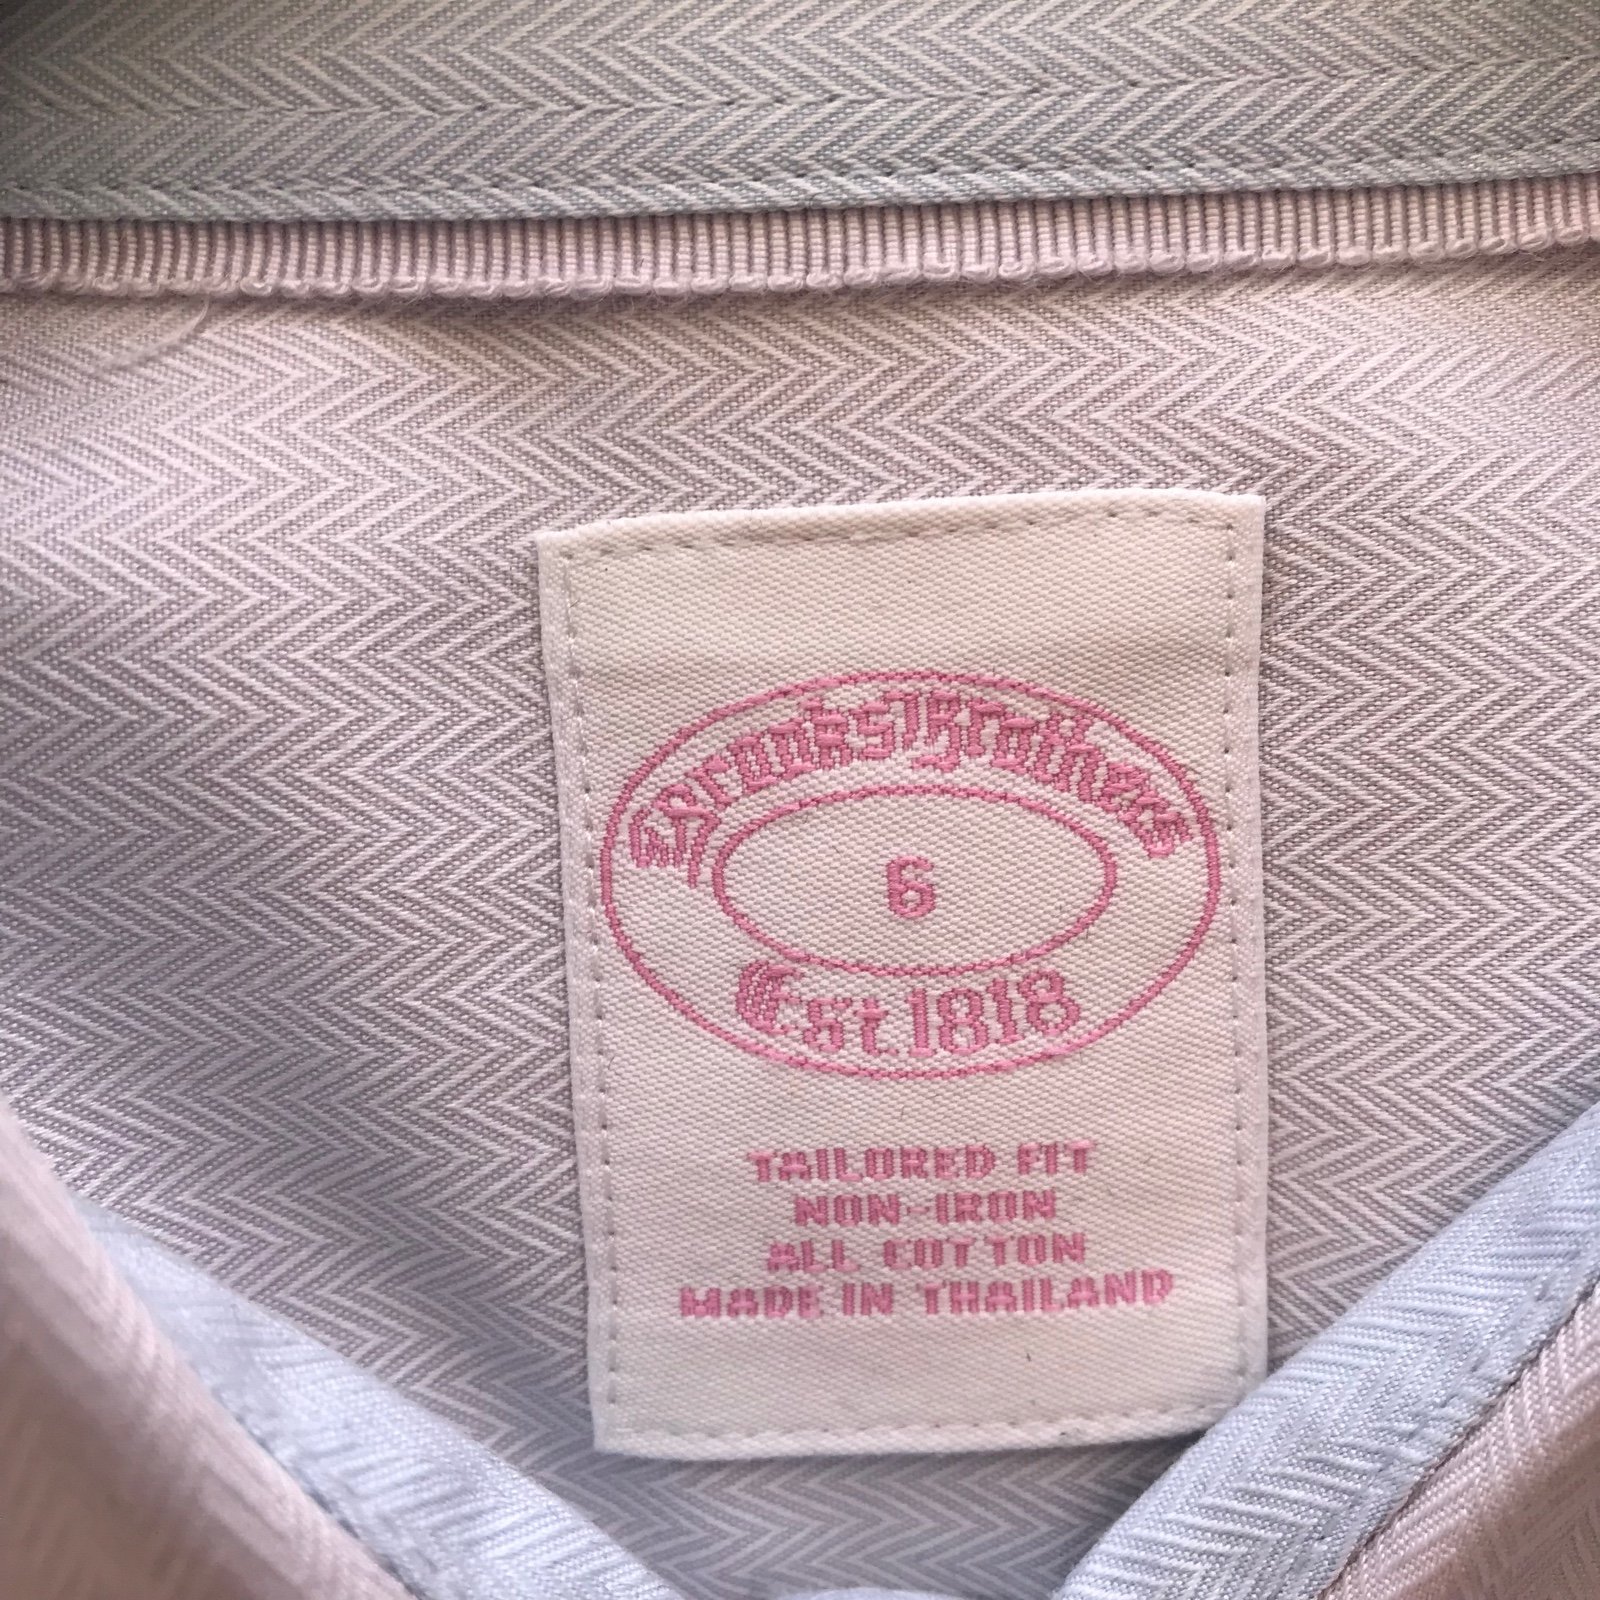 Brooks Brothers
6
Est. 1818
TAILORED FIT
NON-IRON
ALL COTTON
MADE IN THAILAND